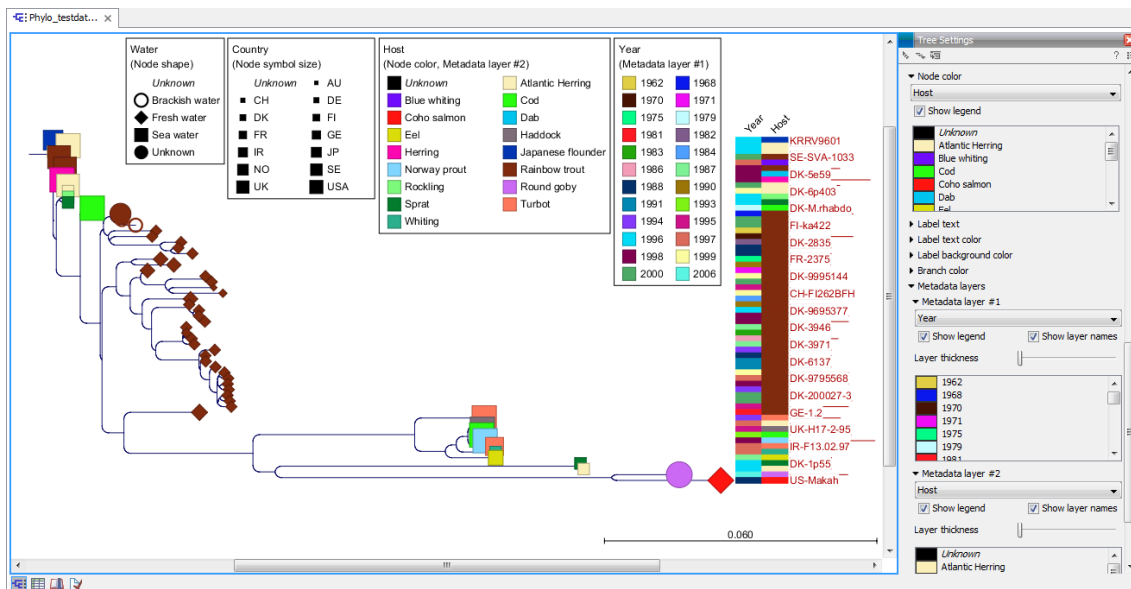 Phylo_testdat...
Water
(Node shape)
Unknown
Brackish water
Fresh water
Sea water
Unknown
Country
(Node symbol size)
Unknown AU
CH DE
DK FI
FR GE
IR JP
NO SE
UK USA
Host
(Node color, Metadata layer #2)
Unknown Atlantic Herring
Blue whiting Cod
Coho salmon Dab
Eel Haddock
Herring Japanese flounder
Norway prout Rainbow trout
Rockling Round goby
Sprat Turbot
Whiting
Year
(Metadata layer #1)
1962 1968
1970 1971
1975 1979
1981 1982
1983 1984
1986 1987
1988 1990
1991 1993
1994 1995
1996 1997
1998 1999
2000 2006
Year Host
KRRV9601
SE-SVA-1033
DK-5e59
DK-6p403
DK-M.rhabdo
FI-ka422
DK-2835
FR-2375
DK-9995144
CH-FI262BFH
DK-9695377
DK-3946
DK-3971
DK-6137
DK-9795568
DK-200027-3
GE-1.2
UK-H17-2-95
IR-F13.02.97
DK-1p55
US-Makah
0.060
Tree Settings
?
Node color
Host
Show legend
Unknown
Atlantic Herring
Blue whiting
Cod
Coho salmon
Dab
Eel
Label text
Label text color
Label background color
Branch color
Metadata layers
Metadata layer #1
Year
Show legend Show layer names
Layer thickness
1962
1968
1970
1971
1975
1979
1981
Metadata layer #2
Host
Show legend Show layer names
Layer thickness
Unknown
Atlantic Herring